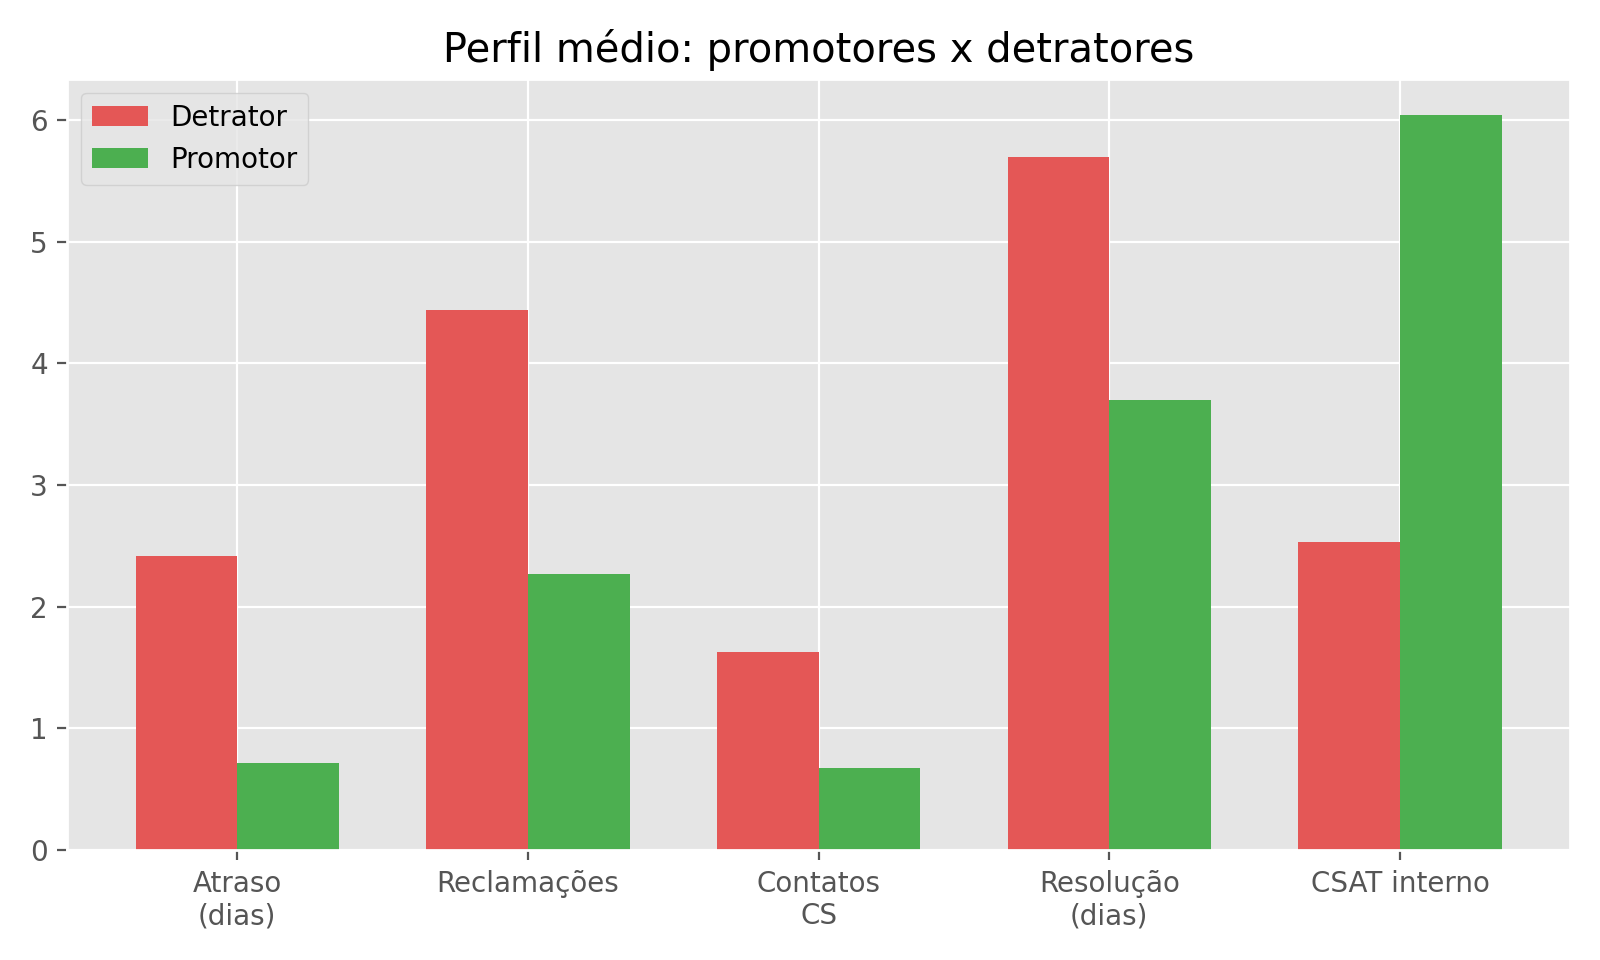 Perfil médio: promotores x detratores
Detrator
Promotor
6
5
4
3
2
1
0
Atraso
(dias)
Reclamações
Contatos
CS
Resolução
(dias)
CSAT interno